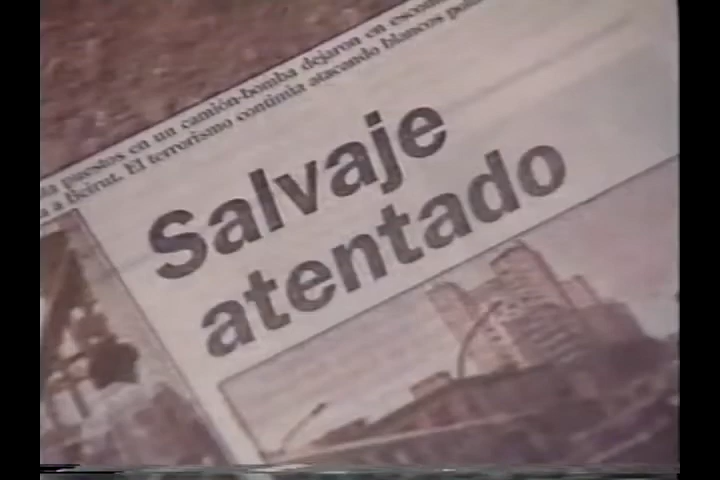 puestos en un camión-bomba dejaron en
a Beirut. El terrorismo continúa atacando blancos
Salvaje
atentado